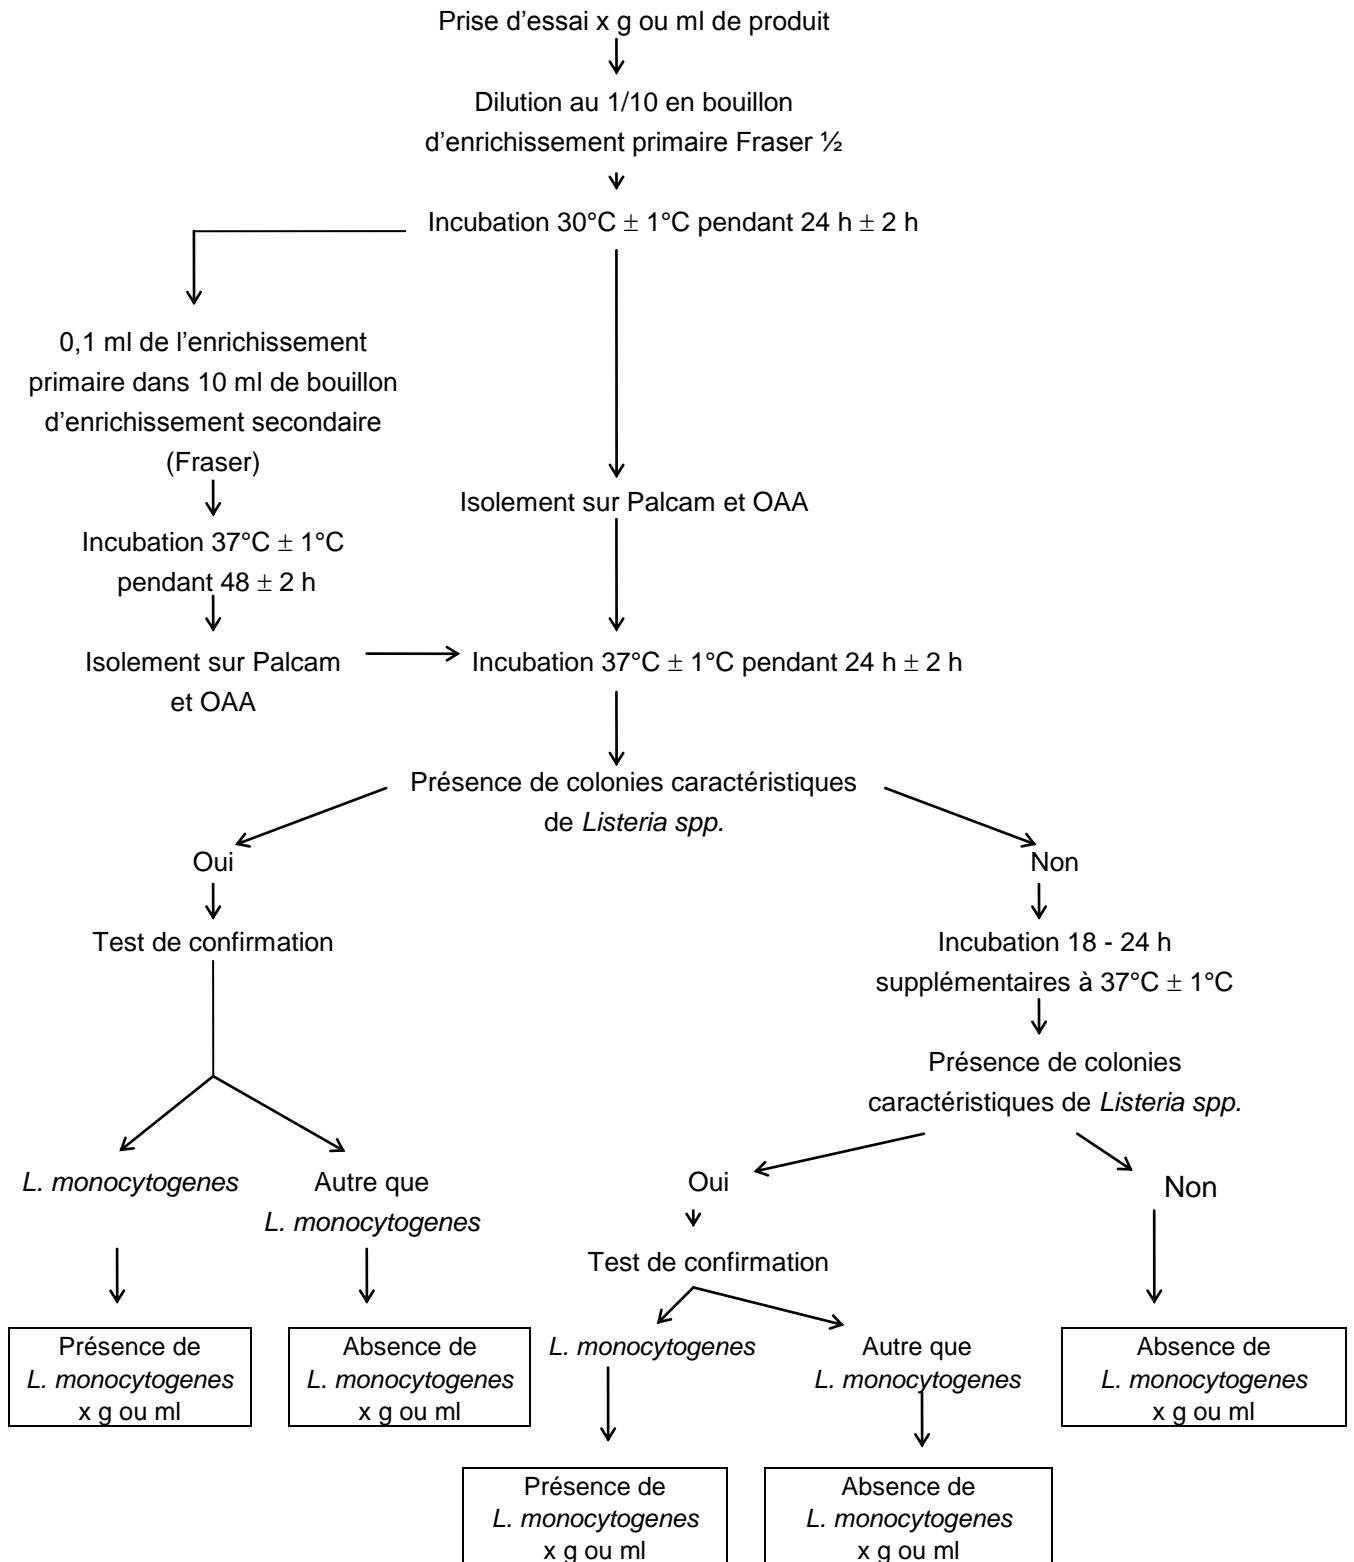 Prise d'essai x g ou ml de produit
Dilution au 1/10 en bouillon
d'enrichissement primaire Fraser ½
Incubation 30°C ± 1°C pendant 24 h ± 2 h
0,1 ml de l'enrichissement
primaire dans 10 ml de bouillon
d'enrichissement secondaire
(Fraser)
Isolement sur Palcam et OAA
Incubation 37°C ± 1°C
pendant 48 ± 2 h
Isolement sur Palcam
et OAA
Incubation 37°C ± 1°C pendant 24 h ± 2 h
Présence de colonies caractéristiques
de Listeria spp.
Oui
Test de confirmation
Non
Incubation 18 - 24 h
supplémentaires à 37°C ± 1°C
Présence de colonies
caractéristiques de Listeria spp.
L. monocytogenes
Autre que
L. monocytogenes
Oui
Non
Test de confirmation
Présence de
L. monocytogenes
x g ou ml
Absence de
L. monocytogenes
x g ou ml
L. monocytogenes
Autre que
L. monocytogenes
Absence de
L. monocytogenes
x g ou ml
Présence de
L. monocytogenes
x g ou ml
Absence de
L. monocytogenes
x g ou ml